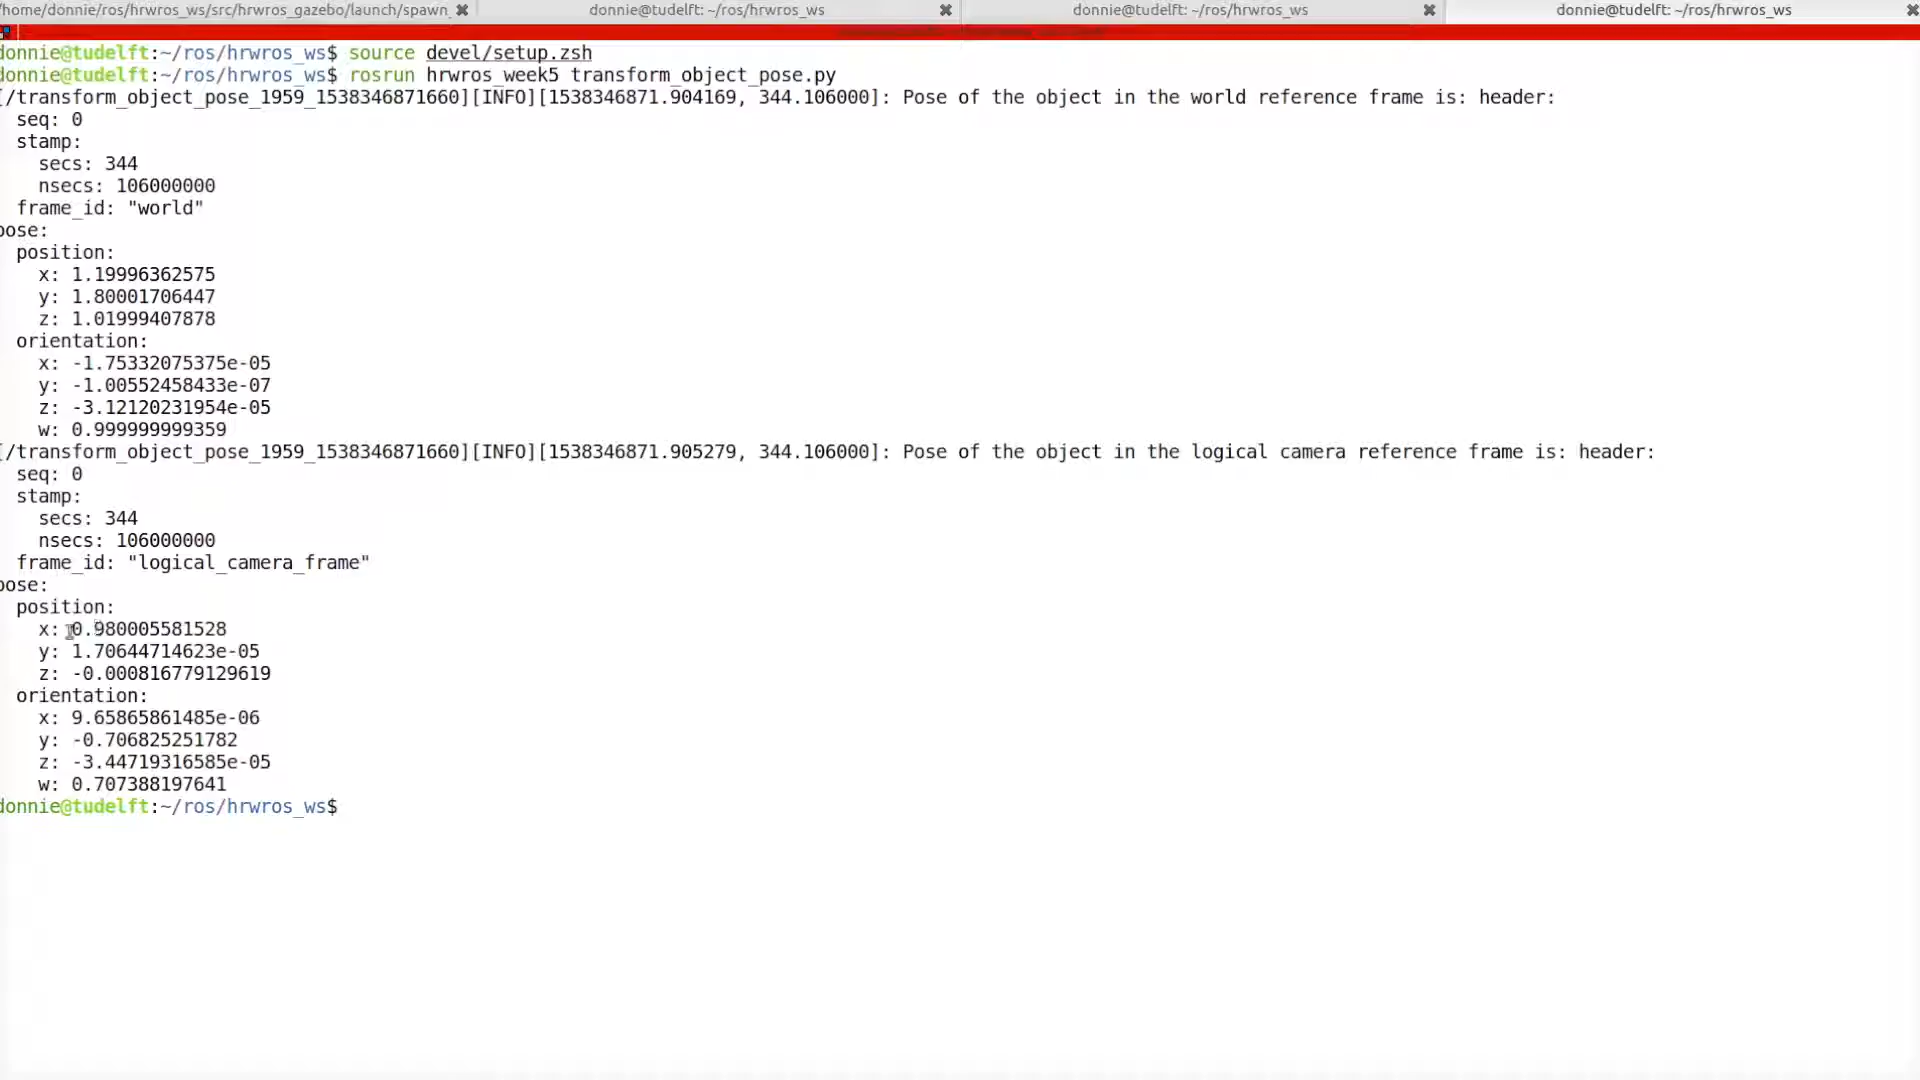 /home/donnie/ros/hrwros_ws/src/hrwros_gazebo/launch/spawn_ ✖ donnie@tudelft: ~/ros/hrwros_ws ✖ donnie@tudelft: ~/ros/hrwros_ws ✖ donnie@tudelft: ~/ros/hrwros_ws ✖
donnie@tudelft:~/ros/hrwros_ws$ source devel/setup.zsh
donnie@tudelft:~/ros/hrwros_ws$ rosrun hrwros_week5 transform_object_pose.py
[/transform_object_pose_1959_1538346871660][INFO][1538346871.904169, 344.106000]: Pose of the object in the world reference frame is: header:
seq: 0
stamp:
secs: 344
nsecs: 106000000
frame_id: "world"
pose:
position:
x: 1.19996362575
y: 1.80001706447
z: 1.01999407878
orientation:
x: -1.75332075375e-05
y: -1.00552458433e-07
z: -3.12120231954e-05
w: 0.999999999359
[/transform_object_pose_1959_1538346871660][INFO][1538346871.905279, 344.106000]: Pose of the object in the logical camera reference frame is: header:
seq: 0
stamp:
secs: 344
nsecs: 106000000
frame_id: "logical_camera_frame"
pose:
position:
x: 0.980005581528
y: 1.70644714623e-05
z: -0.000816779129619
orientation:
x: 9.65865861485e-06
y: -0.706825251782
z: -3.44719316585e-05
w: 0.707388197641
donnie@tudelft:~/ros/hrwros_ws$